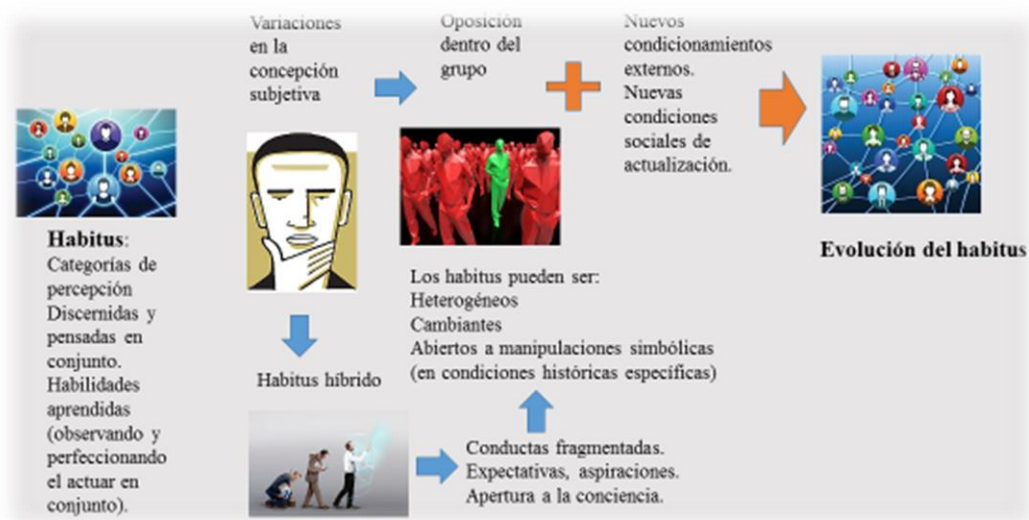 Variaciones
en la
concepción
subjetiva
Oposición
dentro del
grupo
Nuevos
condicionamientos
externos.
Nuevas
condiciones
sociales de
actualización.
Habitus:
Categorías de
percepción
Discernidas y
pensadas en
conjunto.
Habilidades
aprendidas
(observando y
perfeccionando
el actuar en
conjunto).
Evolución del habitus
Los habitus pueden ser:
Heterogéneos
Cambiantes
Abiertos a manipulaciones simbólicas
(en condiciones históricas específicas)
Habitus híbrido
Conductas fragmentadas.
Expectativas, aspiraciones.
Apertura a la conciencia.